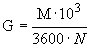 G = M · 10³ / 3600 · N